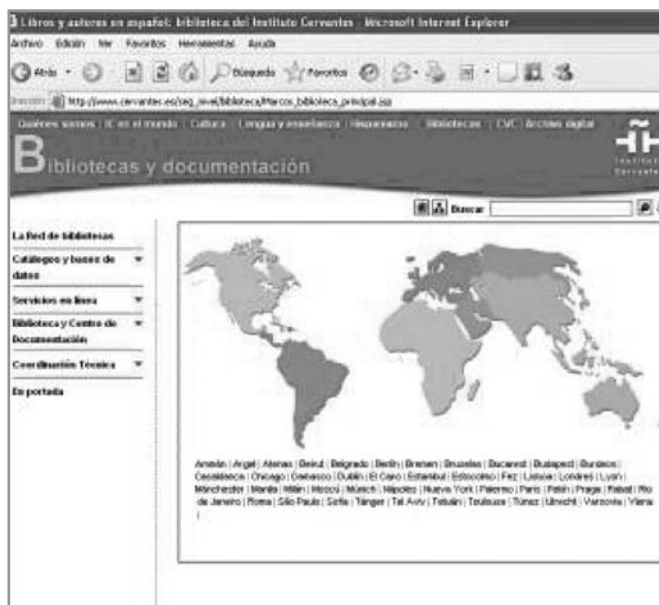 Libros y autores en español: biblioteca del Instituto Cervantes - Microsoft Internet Explorer
Archivo Edición Ver Favoritos Herramientas Ayuda
Atrás Búsqueda Favoritos
Dirección http://www.cervantes.es/seg_nivel/biblioteca/Marcos_biblioteca_principal.jsp
Quiénes somos | IC en el mundo | Cultura | Lengua y enseñanza | Hispanismo | Bibliotecas | CVC | Archivo digital
Bibliotecas y documentación
Instituto
Cervantes
Buscar
La Red de bibliotecas
Catálogos y bases de
datos
Servicios en línea
Biblioteca y Centro de
Documentación
Coordinación Técnica
En portada
Ammán | Argel | Atenas | Beirut | Belgrado | Berlín | Bremen | Bruselas | Bucarest | Budapest | Burdeos |
Casablanca | Chicago | Damasco | Dublín | El Cairo | Estambul | Estocolmo | Fez | Lisboa | Londres | Lyon |
Mánchester | Manila | Milán | Moscú | Múnich | Nápoles | Nueva York | Palermo | París | Pekín | Praga | Rabat | Río
de Janeiro | Roma | São Paulo | Sofía | Tánger | Tel Aviv | Tetuán | Toulouse | Túnez | Utrecht | Varsovia | Viena
|